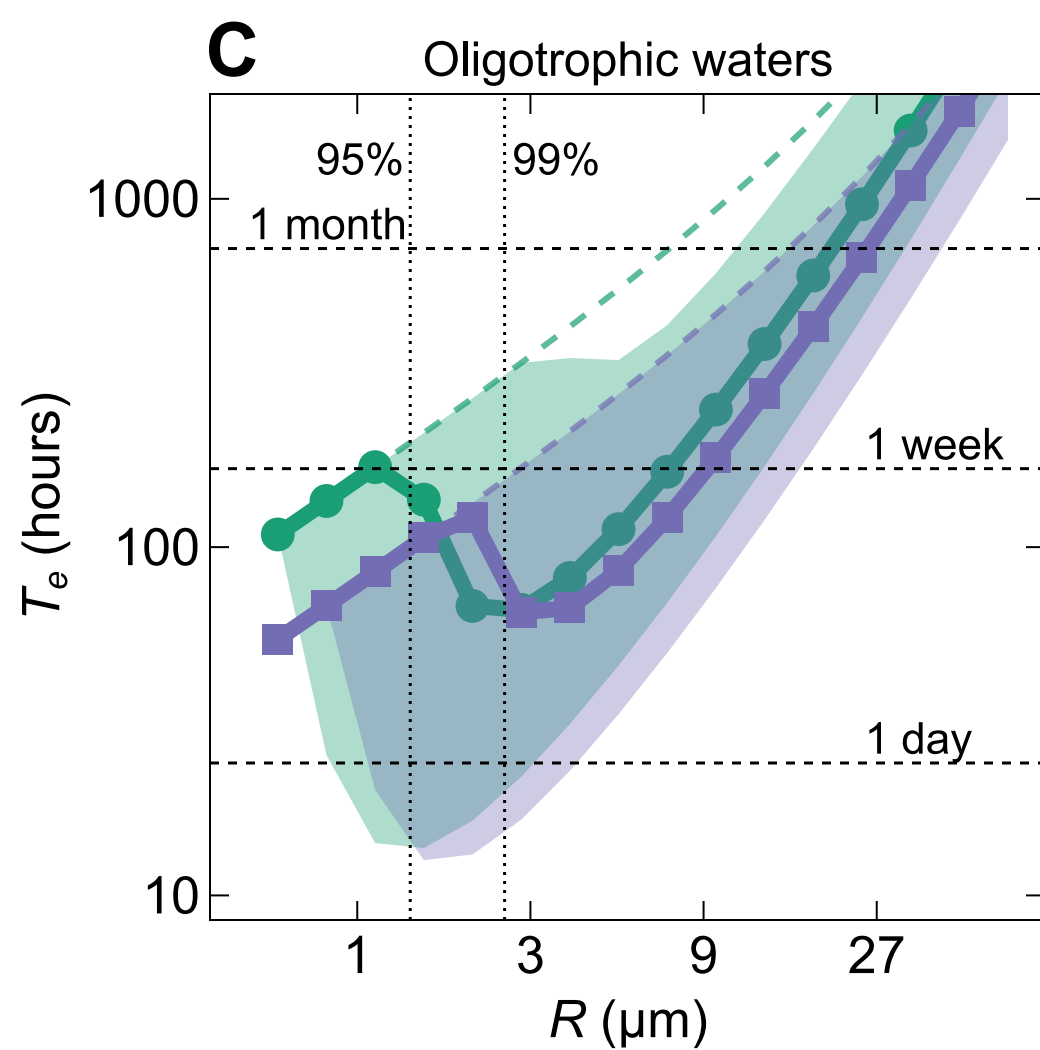 C
Oligotrophic waters
95%
99%
1000
1 month
1 week
100
1 day
10
T_e (hours)
1
3
9
27
R (µm)